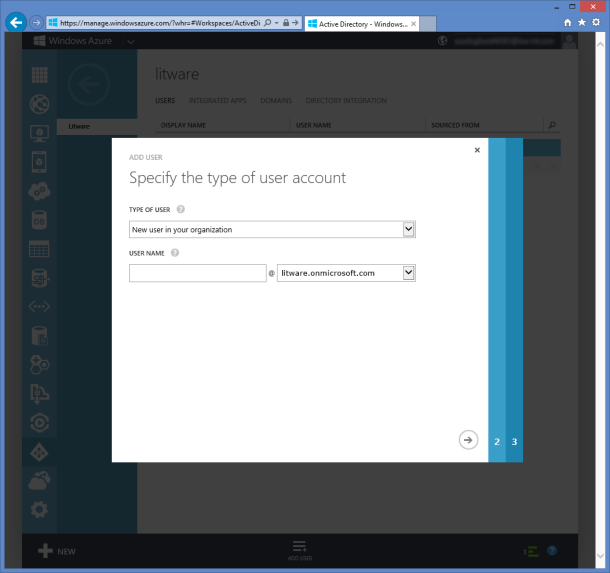 https://manage.windowsazure.com/?whr=#Workspaces/ActiveDi
Active Directory - Windows...
Windows Azure
litware
USERS INTEGRATED APPS DOMAINS DIRECTORY INTEGRATION
Litware
DISPLAY NAME USER NAME SOURCED FROM
ADD USER
Specify the type of user account
TYPE OF USER ?
New user in your organization
USER NAME ?
@ litware.onmicrosoft.com
2 3
DB
NEW
ADD USER
1
?